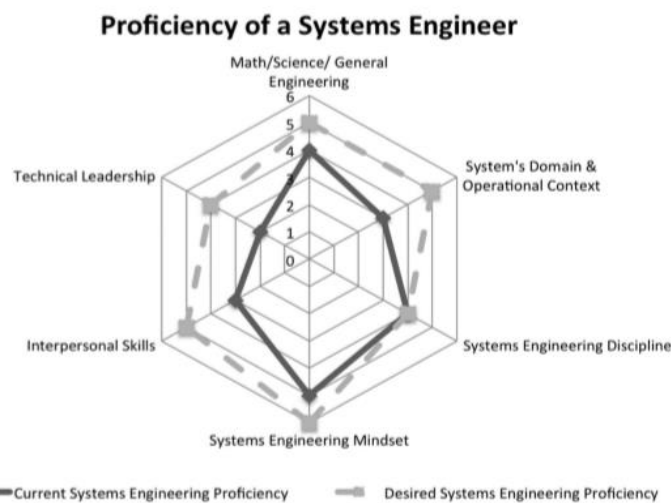 Proficiency of a Systems Engineer
Math/Science/ General
Engineering
6
5
4
3
2
1
0
System's Domain &
Operational Context
Technical Leadership
Interpersonal Skills
Systems Engineering Discipline
Systems Engineering Mindset
Current Systems Engineering Proficiency
Desired Systems Engineering Proficiency